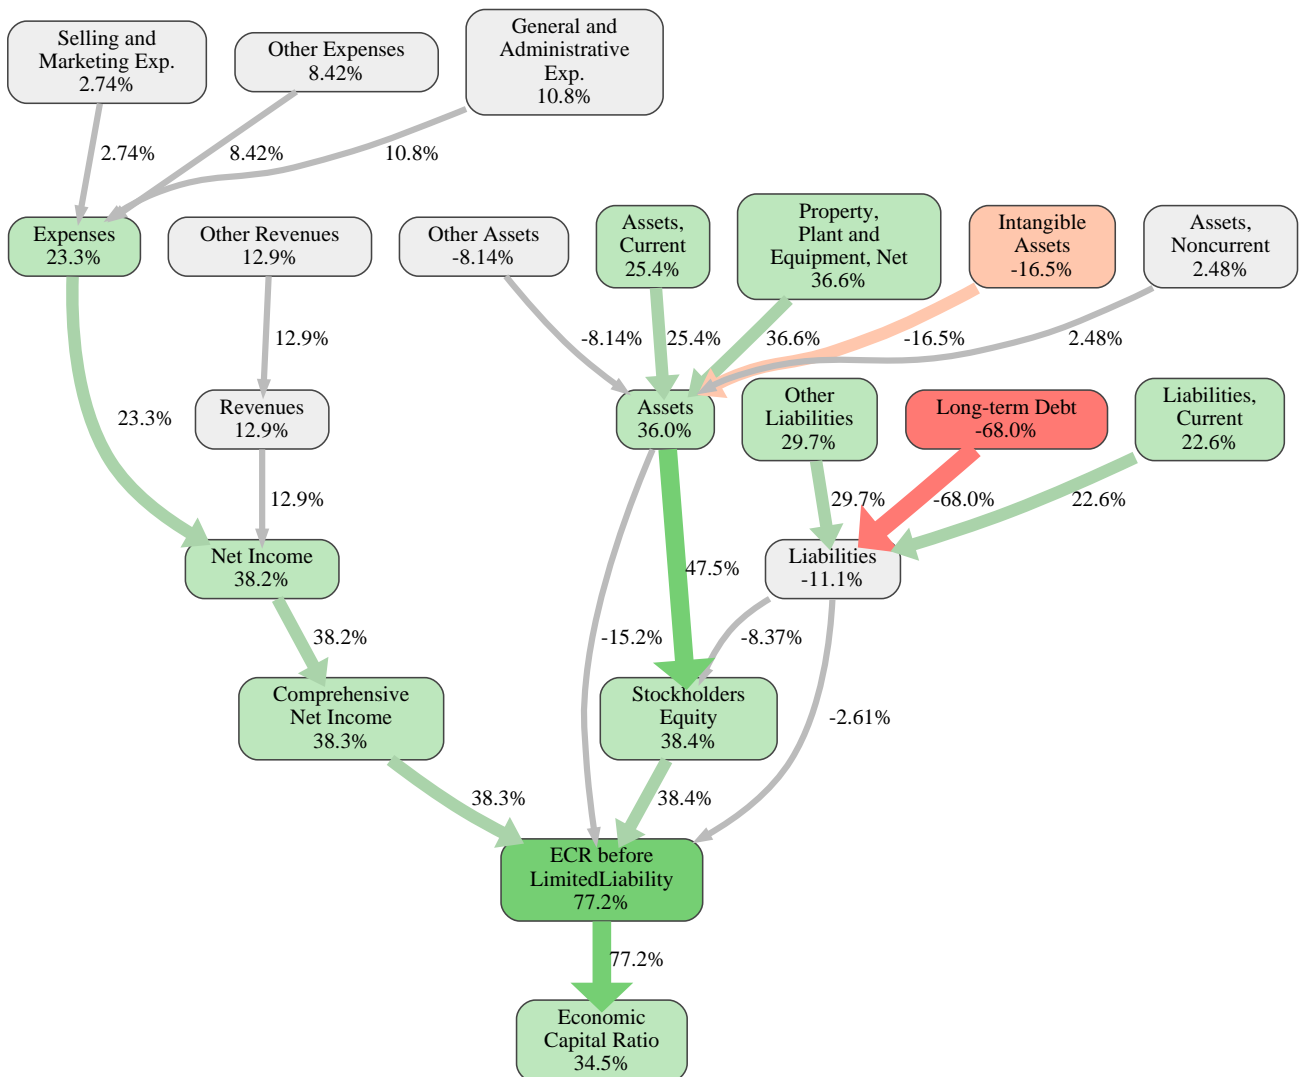 Selling and
Marketing Exp.
2.74%
Other Expenses
8.42%
General and
Administrative
Exp.
10.8%
2.74%
8.42%
10.8%
Expenses
23.3%
Other Revenues
12.9%
Other Assets
-8.14%
Assets,
Current
25.4%
Property,
Plant and
Equipment, Net
36.6%
Intangible
Assets
-16.5%
Assets,
Noncurrent
2.48%
12.9%
-8.14%
25.4%
36.6%
-16.5%
2.48%
23.3%
Revenues
12.9%
Assets
36.0%
Other
Liabilities
29.7%
Long-term Debt
-68.0%
Liabilities,
Current
22.6%
12.9%
29.7%
-68.0%
22.6%
Net Income
38.2%
47.5%
Liabilities
-11.1%
38.2%
-15.2%
-8.37%
-2.61%
Comprehensive
Net Income
38.3%
Stockholders
Equity
38.4%
38.3%
38.4%
ECR before
LimitedLiability
77.2%
77.2%
Economic
Capital Ratio
34.5%